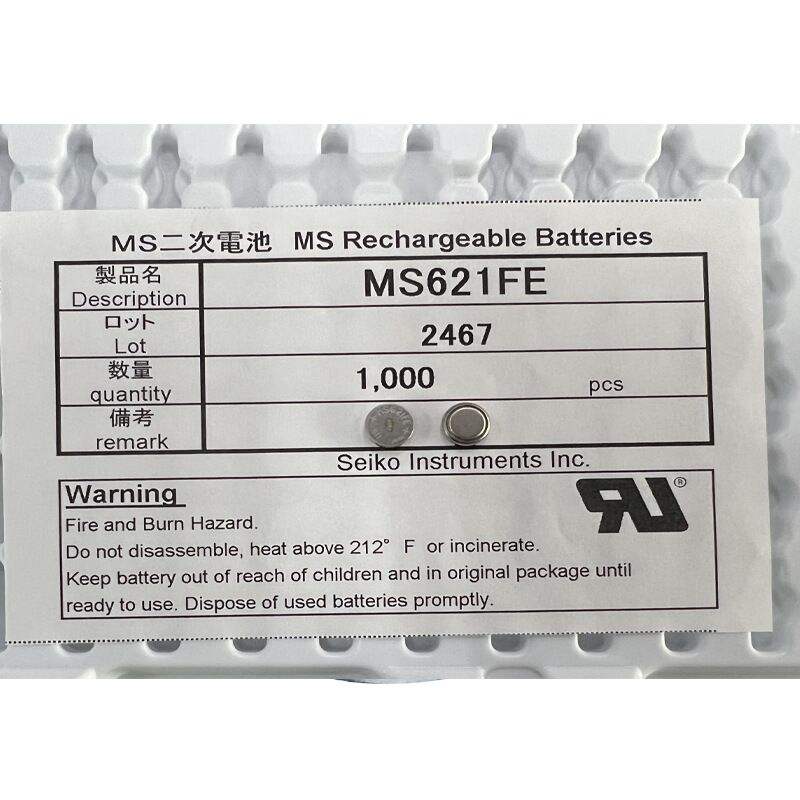 MS二次電池 MS Rechargeable Batteries
製品名
Description
MS621FE
ロット
Lot
2467
数量
quantity
1,000 pcs
備考
remark
Seiko Instruments Inc.
Warning
Fire and Burn Hazard.
Do not disassemble, heat above 212° F or incinerate.
Keep battery out of reach of children and in original package until
ready to use. Dispose of used batteries promptly.
RU®